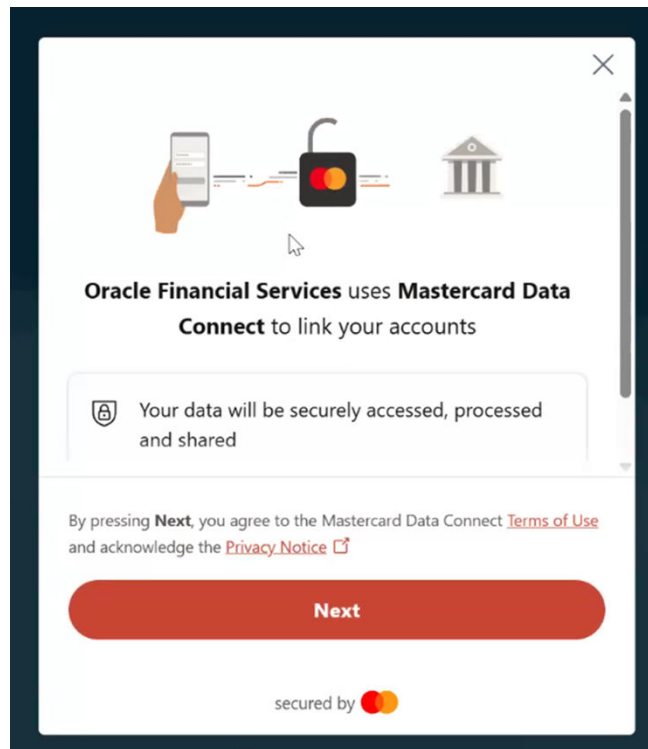 Oracle Financial Services uses Mastercard Data
Connect to link your accounts
Your data will be securely accessed, processed
and shared
By pressing Next, you agree to the Mastercard Data Connect Terms of Use
and acknowledge the Privacy Notice
Next
secured by